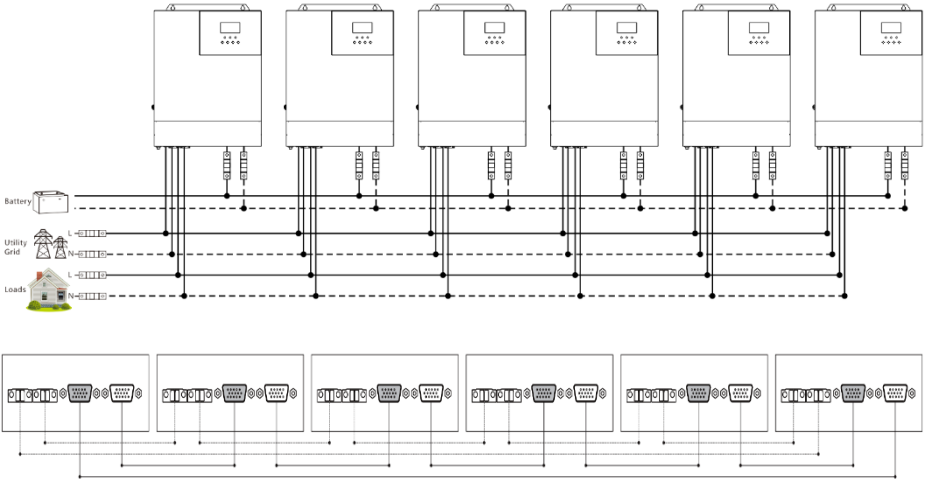 Battery
L
Utility
Grid
N
L
Loads
N